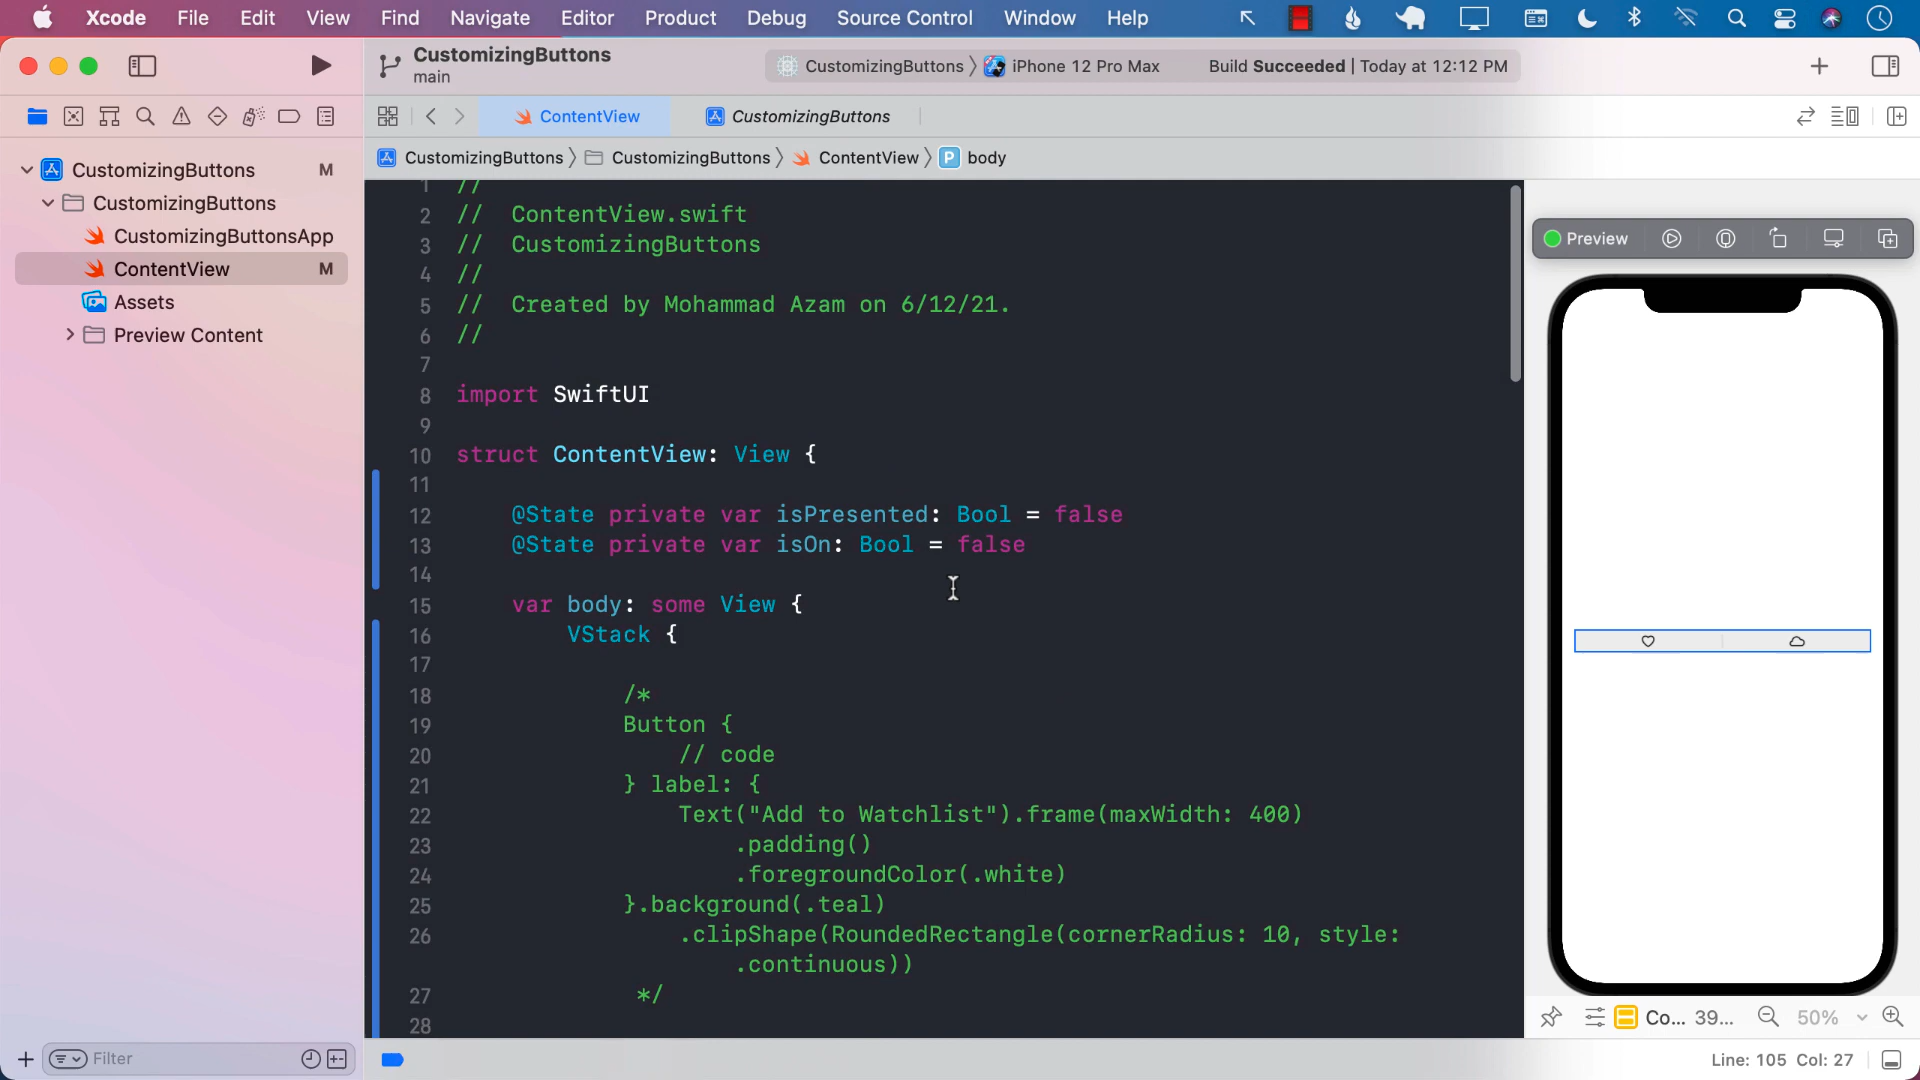 Xcode File Edit View Find Navigate Editor Product Debug Source Control Window Help
CustomizingButtons
main
CustomizingButtons iPhone 12 Pro Max Build Succeeded | Today at 12:12 PM
ContentView CustomizingButtons
CustomizingButtons CustomizingButtons ContentView P body
CustomizingButtons M
CustomizingButtons
CustomizingButtonsApp
ContentView M
Assets
Preview Content
1 //
2 // ContentView.swift
3 // CustomizingButtons
4 //
5 // Created by Mohammad Azam on 6/12/21.
6 //
7
8 import SwiftUI
9
10 struct ContentView: View {
11
12 @State private var isPresented: Bool = false
13 @State private var isOn: Bool = false
14
15 var body: some View {
16 VStack {
17
18 /*
19 Button {
20 // code
21 } label: {
22 Text("Add to Watchlist").frame(maxWidth: 400)
23 .padding()
24 .foregroundColor(.white)
25 }.background(.teal)
26 .clipShape(RoundedRectangle(cornerRadius: 10, style:
.continuous))
27 */
28
Preview
Co... 39... 50%
Filter
Line: 105 Col: 27